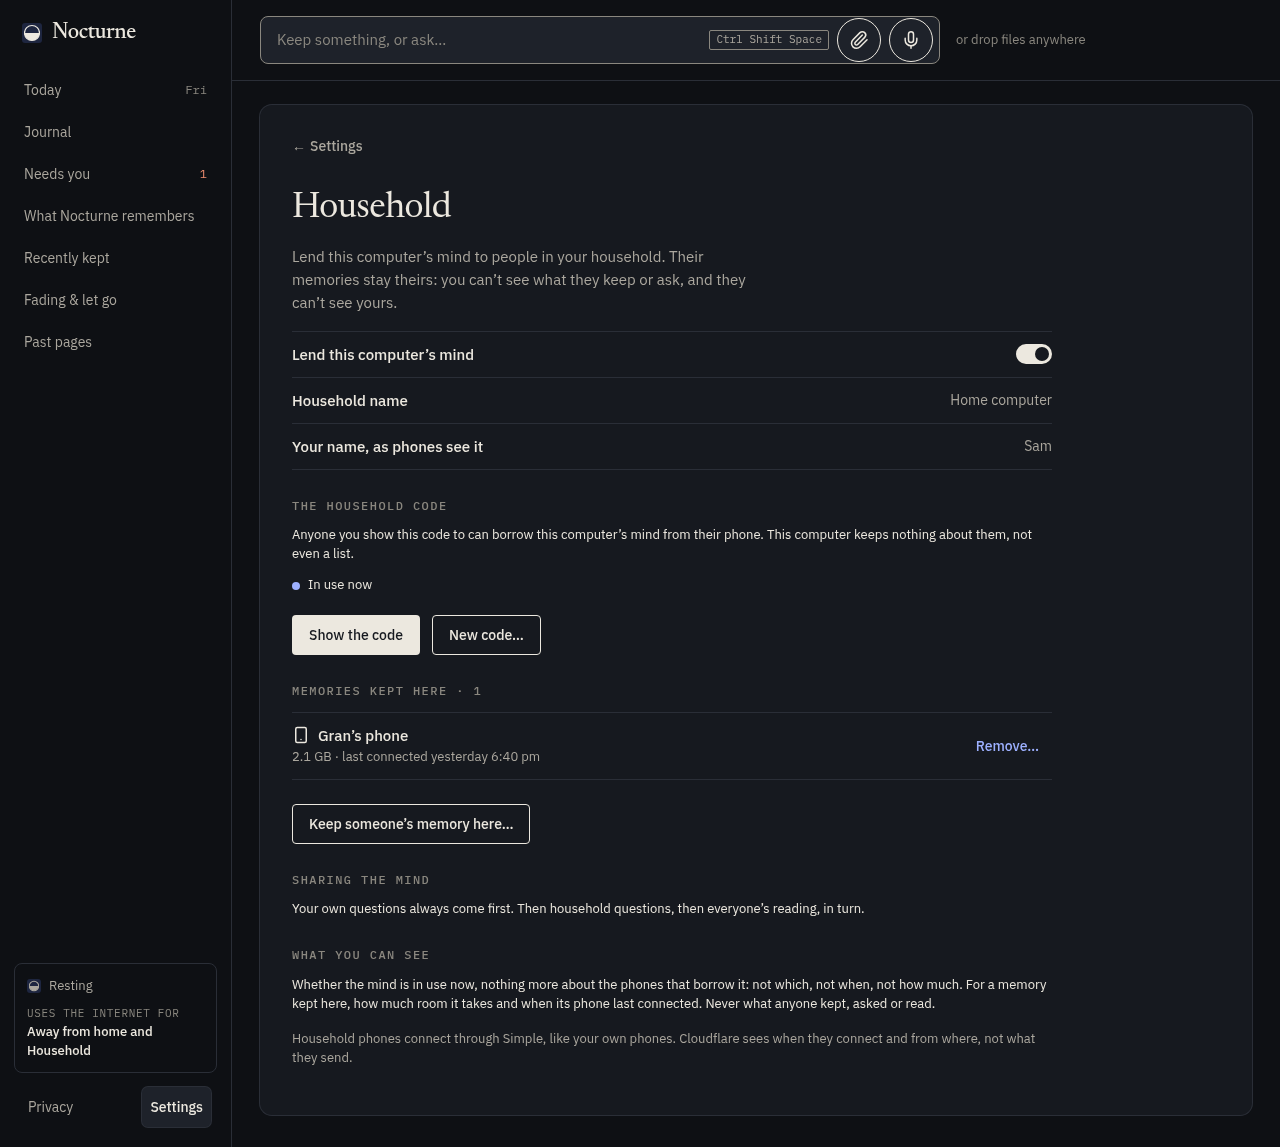 Nocturne
Today Fri
Journal
Needs you 1
What Nocturne remembers
Recently kept
Fading & let go
Past pages
Resting
USES THE INTERNET FOR
Away from home and
Household
Privacy Settings
Keep something, or ask… Ctrl Shift Space or drop files anywhere
← Settings
Household
Lend this computer’s mind to people in your household. Their
memories stay theirs: you can’t see what they keep or ask, and they
can’t see yours.
Lend this computer’s mind
Household name Home computer
Your name, as phones see it Sam
THE HOUSEHOLD CODE
Anyone you show this code to can borrow this computer’s mind from their phone. This computer keeps nothing about them, not
even a list.
In use now
Show the code New code…
MEMORIES KEPT HERE · 1
Gran’s phone
2.1 GB · last connected yesterday 6:40 pm
Remove…
Keep someone’s memory here…
SHARING THE MIND
Your own questions always come first. Then household questions, then everyone’s reading, in turn.
WHAT YOU CAN SEE
Whether the mind is in use now, nothing more about the phones that borrow it: not which, not when, not how much. For a memory
kept here, how much room it takes and when its phone last connected. Never what anyone kept, asked or read.
Household phones connect through Simple, like your own phones. Cloudflare sees when they connect and from where, not what
they send.